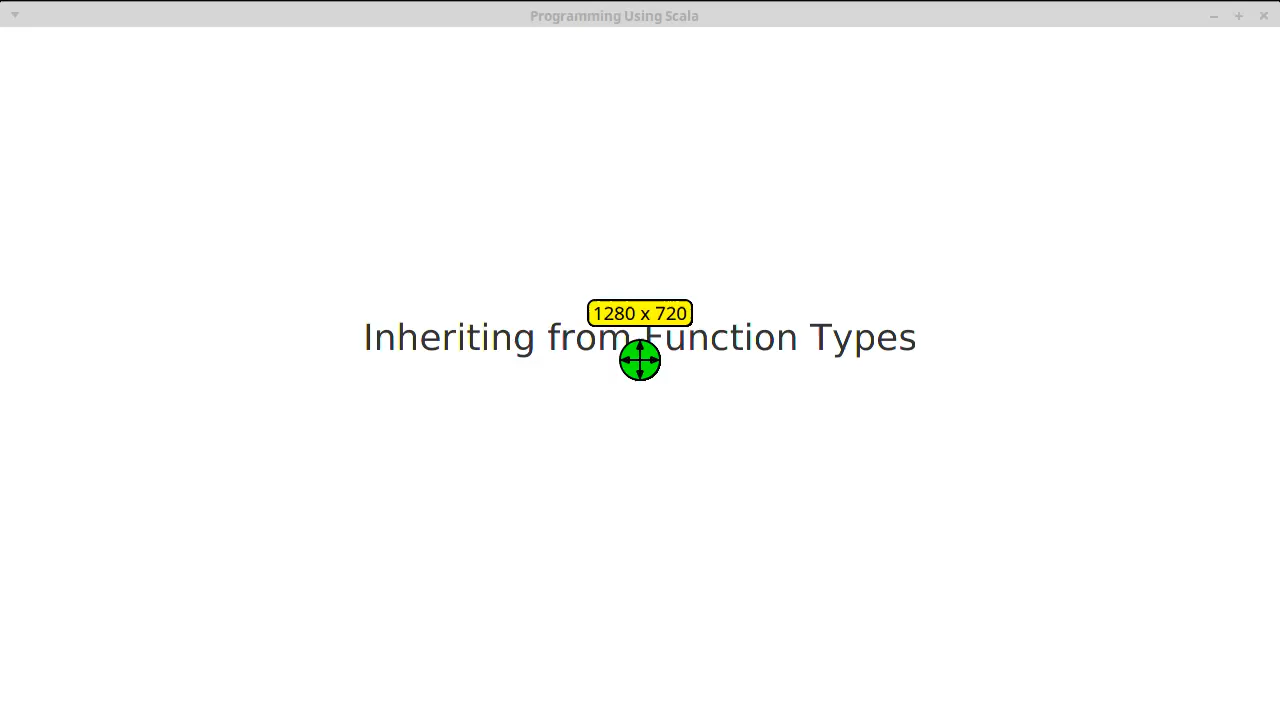 Programming Using Scala
1280 x 720
Inheriting from Function Types